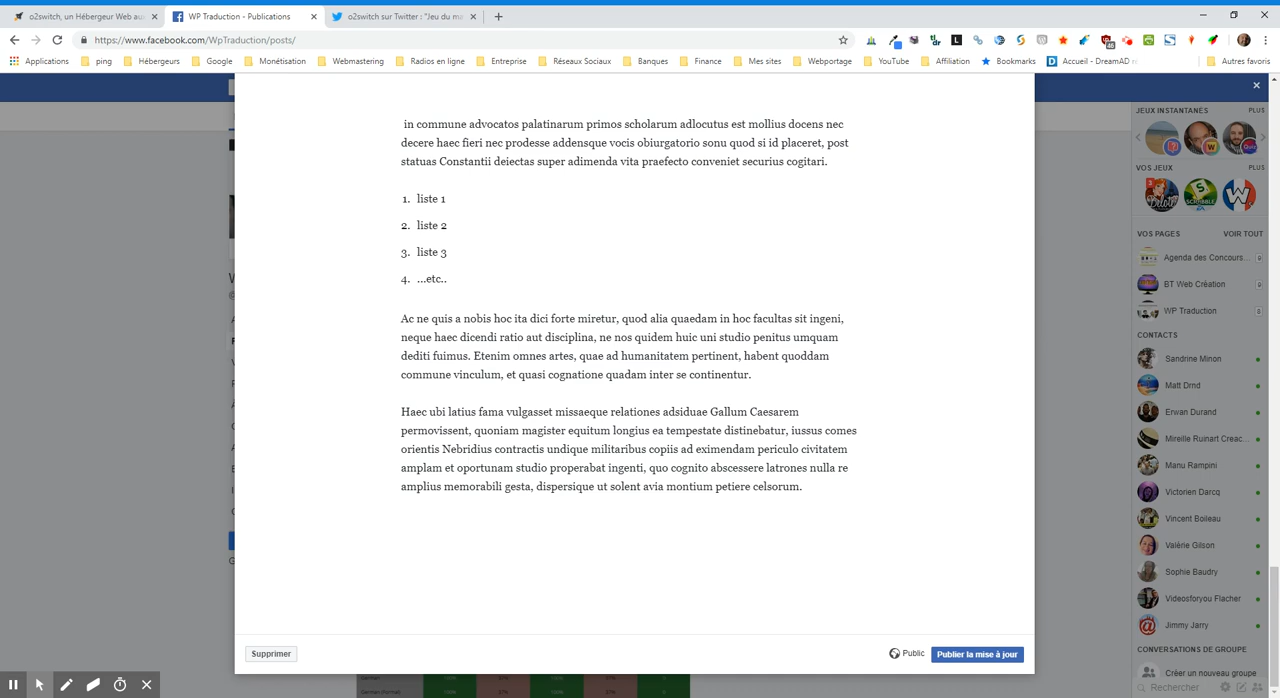 o2switch, un Hébergeur Web au
WP Traduction - Publications
o2switch sur Twitter : "Jeu du ma
https://www.facebook.com/WpTraduction/posts/
Applications
ping
Hébergeurs
Google
Monétisation
Webmastering
Radios en ligne
Entreprise
Réseaux Sociaux
Banques
Finance
Mes sites
Webportage
YouTube
Affiliation
Bookmarks
Accueil - DreamAD r
Autres favoris
in commune advocatos palatinarum primos scholarum adlocutus est mollius docens nec
decere haec fieri nec prodesse addensque vocis obiurgatorio sonu quod si id placeret, post
statuas Constantii deiectas super adimenda vita praefecto conveniet securius cogitari.
1. liste 1
2. liste 2
3. liste 3
4. ...etc..
Ac ne quis a nobis hoc ita dici forte miretur, quod alia quaedam in hoc facultas sit ingeni,
neque haec dicendi ratio aut disciplina, ne nos quidem huic uni studio penitus umquam
dediti fuimus. Etenim omnes artes, quae ad humanitatem pertinent, habent quoddam
commune vinculum, et quasi cognatione quadam inter se continentur.
Haec ubi latius fama vulgasset missaeque relationes adsiduae Gallum Caesarem
permovissent, quoniam magister equitum longius ea tempestate distinebatur, iussus comes
orientis Nebridius contractis undique militaribus copiis ad eximendam periculo civitatem
amplam et oportunam studio properabat ingenti, quo cognito abscessere latrones nulla re
amplius memorabili gesta, dispersique ut solent avia montium petiere celsorum.
Supprimer
Public
Publier la mise à jour
JEUX INSTANTANÉS
PLUS
VOS JEUX
PLUS
VOS PAGES
VOIR TOUT
Agenda des Concours...
BT Web Création
WP Traduction
CONTACTS
Sandrine Minon
Matt Drnd
Erwan Durand
Mireille Ruinart Creac...
Manu Rampini
Victorien Darcq
Vincent Boileau
Valérie Gilson
Sophie Baudry
Videosforyou Flacher
Jimmy Jarry
CONVERSATIONS DE GROUPE
Créer un nouveau groupe
Rechercher